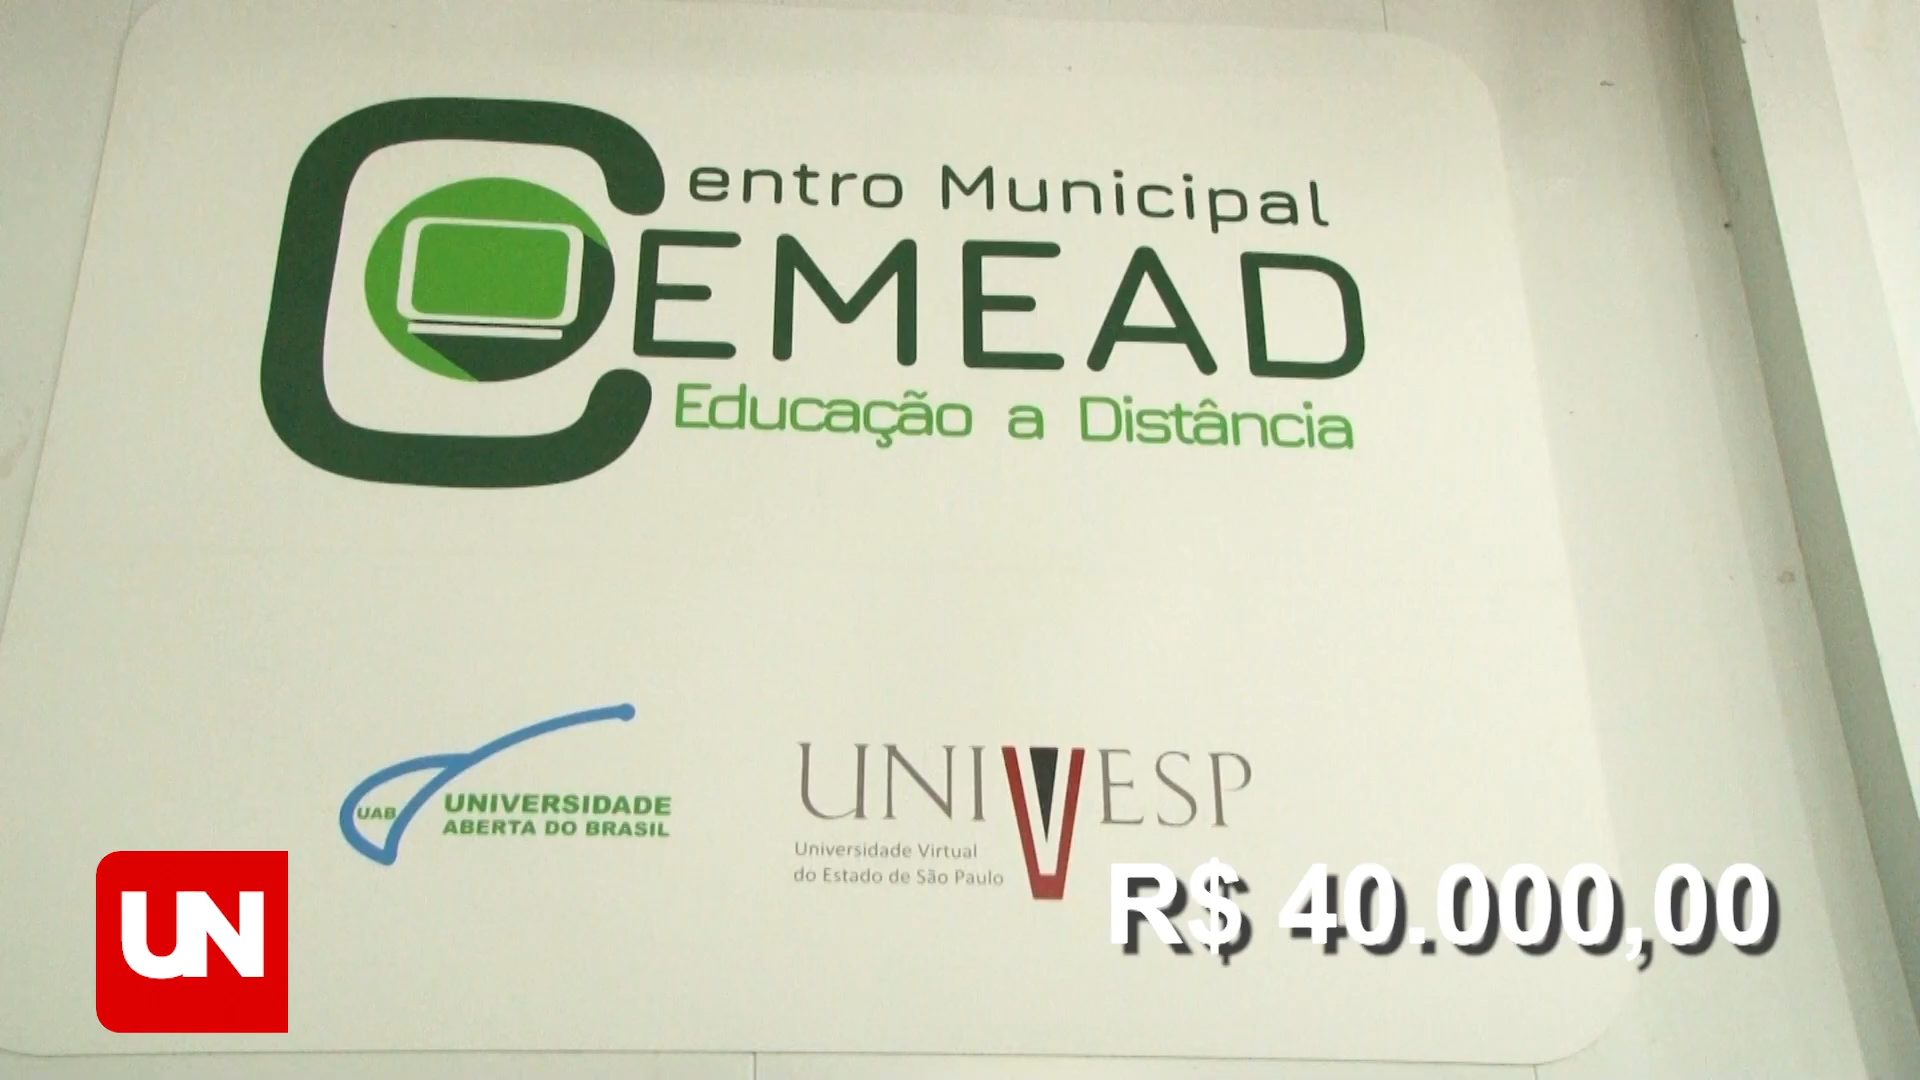 Centro Municipal
CEMEAD
Educação a Distância
UAB
UNIVERSIDADE
ABERTA DO BRASIL
UNIVESP
Universidade Virtual
do Estado de São Paulo
R$ 40.000,00
UN